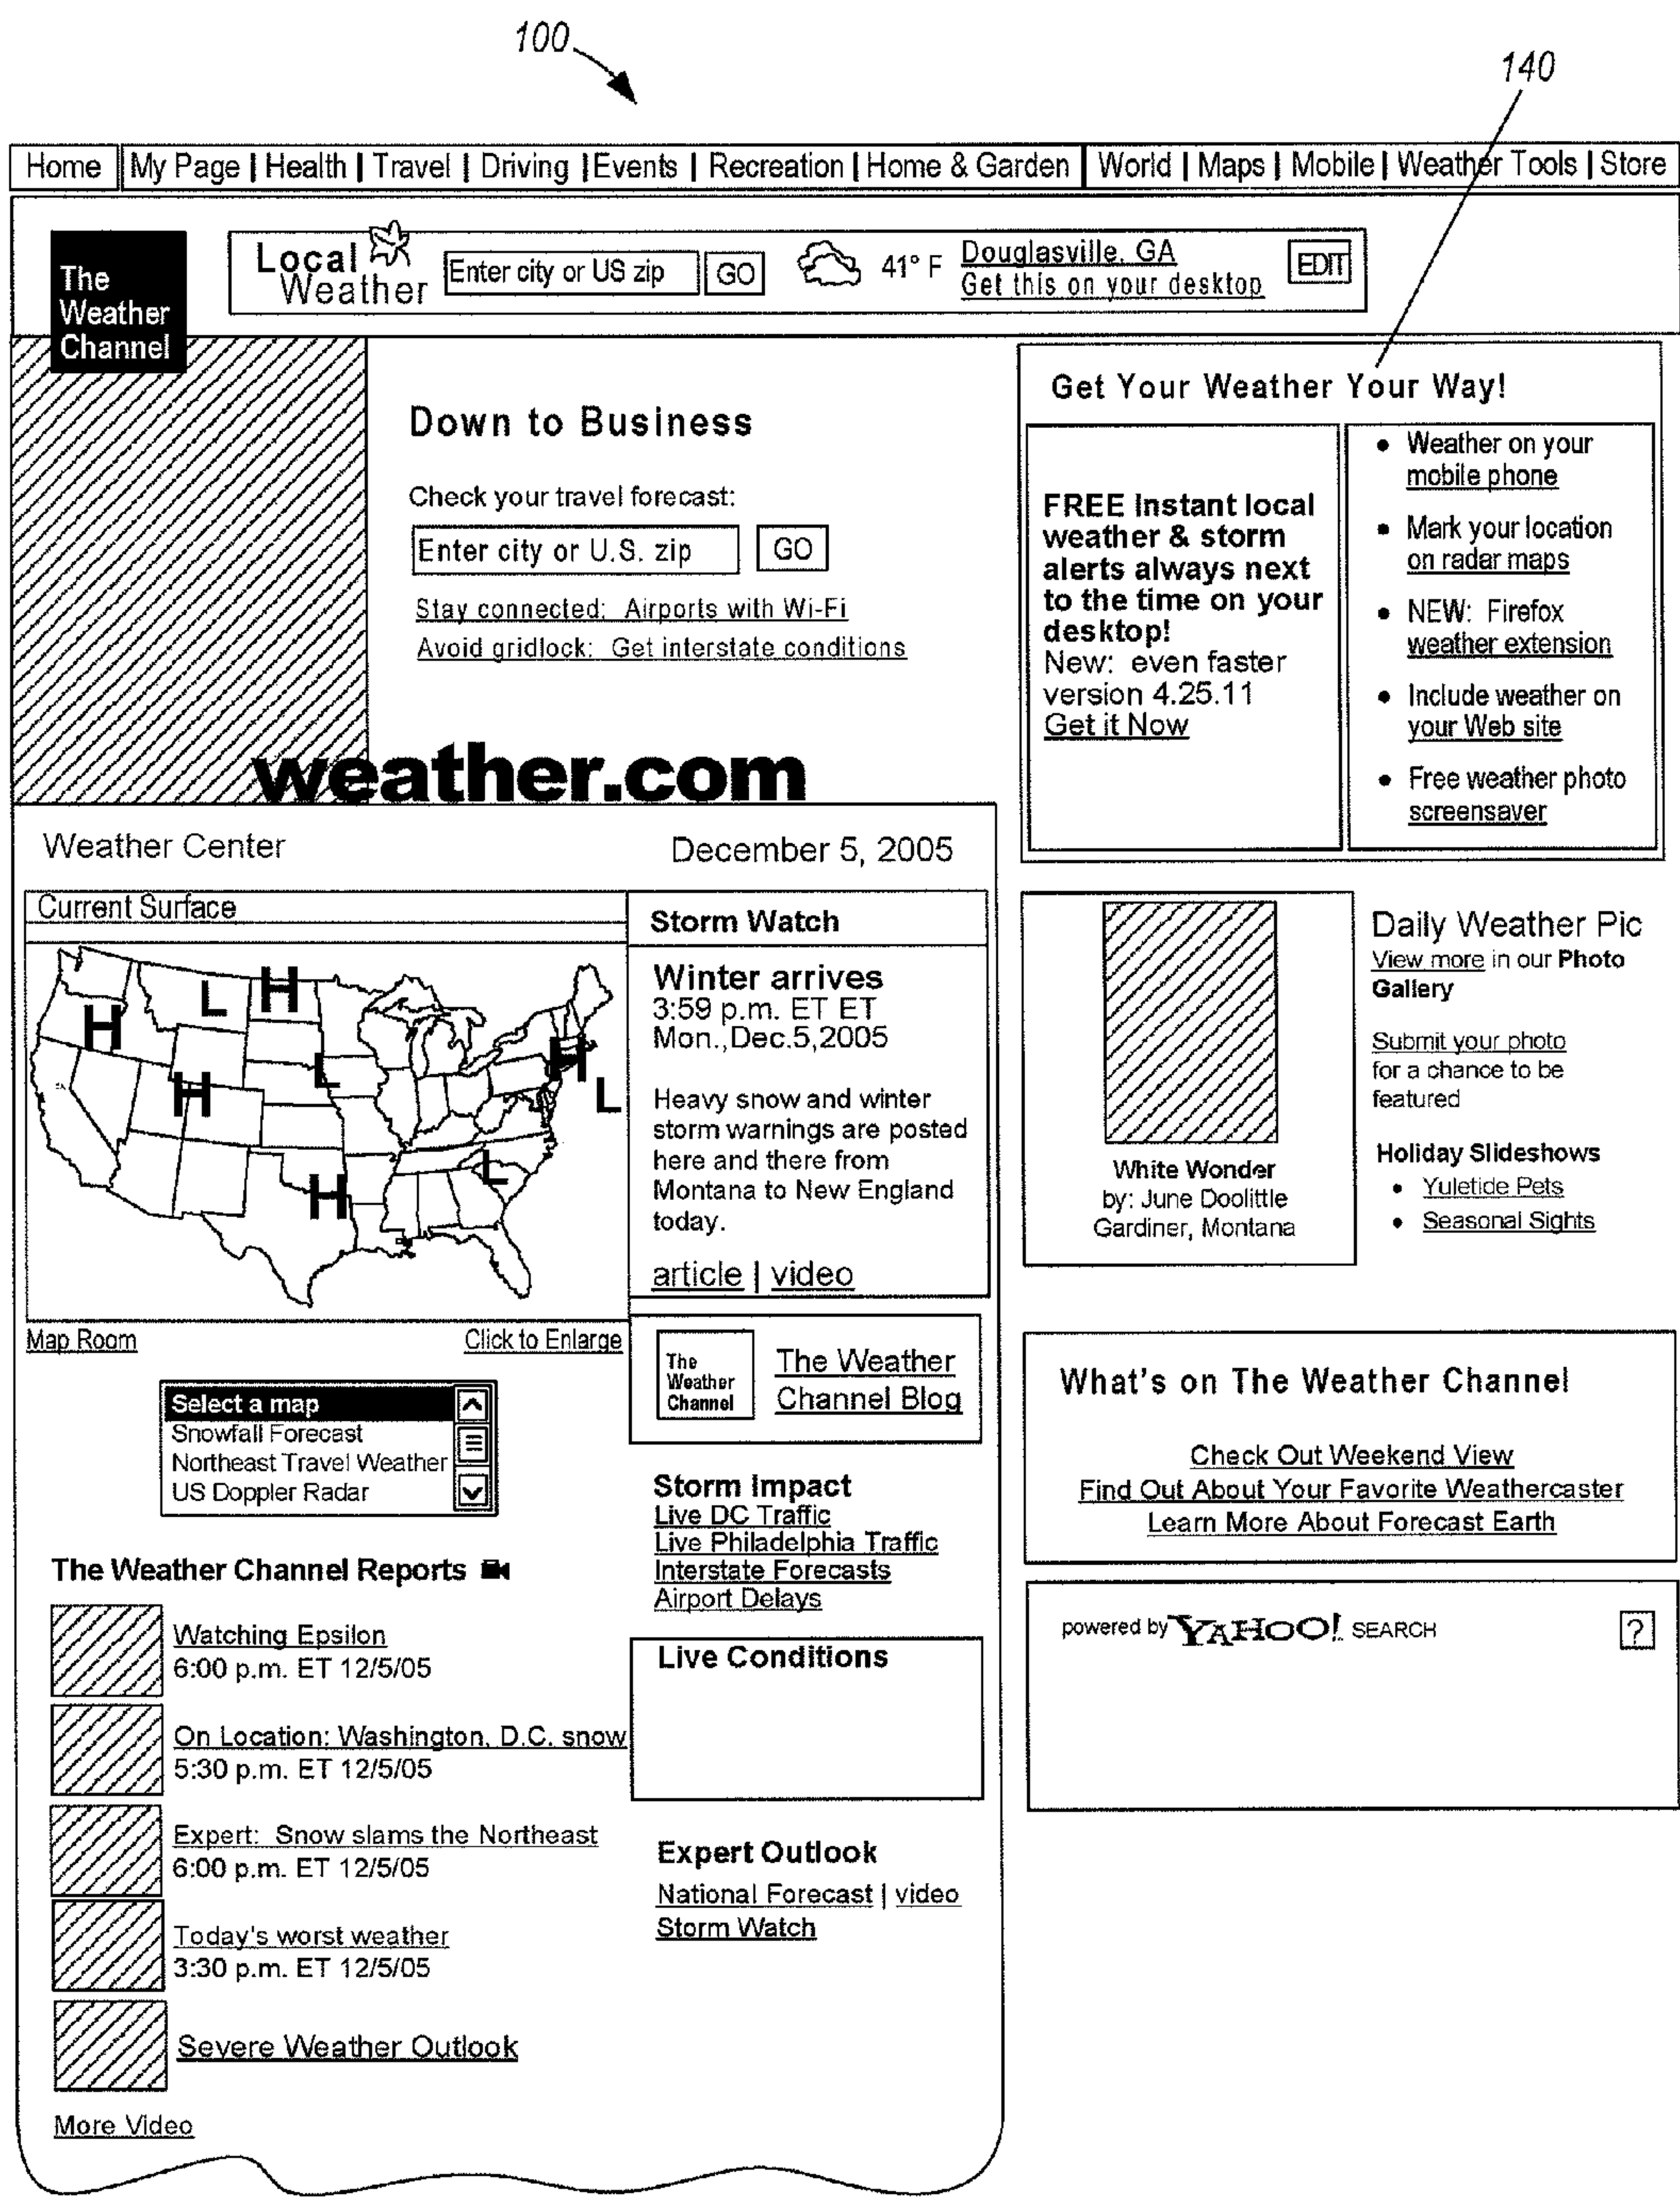 100
140
Home | My Page | Health | Travel | Driving | Events | Recreation | Home & Garden | World | Maps | Mobile | Weather Tools | Store
The
Weather
Channel
Local
Weather
Enter city or US zip
GO
41° F
Douglasville, GA
Get this on your desktop
EDIT
Down to Business
Check your travel forecast:
Enter city or U.S. zip
GO
Stay connected: Airports with Wi-Fi
Avoid gridlock: Get interstate conditions
weather.com
Get Your Weather Your Way!
FREE Instant local
weather & storm
alerts always next
to the time on your
desktop!
New: even faster
version 4.25.11
Get it Now
• Weather on your
mobile phone
• Mark your location
on radar maps
• NEW: Firefox
weather extension
• Include weather on
your Web site
• Free weather photo
screensaver
Weather Center
December 5, 2005
Current Surface
H
L
H
H
L
H
L
H
L
Map Room
Click to Enlarge
Select a map
Snowfall Forecast
Northeast Travel Weather
US Doppler Radar
The Weather Channel Reports
Watching Epsilon
6:00 p.m. ET 12/5/05
On Location: Washington, D.C. snow
5:30 p.m. ET 12/5/05
Expert: Snow slams the Northeast
6:00 p.m. ET 12/5/05
Today's worst weather
3:30 p.m. ET 12/5/05
Severe Weather Outlook
More Video
Storm Watch
Winter arrives
3:59 p.m. ET ET
Mon.,Dec.5,2005
Heavy snow and winter
storm warnings are posted
here and there from
Montana to New England
today.
article | video
The
Weather
Channel
The Weather
Channel Blog
Storm Impact
Live DC Traffic
Live Philadelphia Traffic
Interstate Forecasts
Airport Delays
Live Conditions
Expert Outlook
National Forecast | video
Storm Watch
White Wonder
by: June Doolittle
Gardiner, Montana
Daily Weather Pic
View more in our Photo
Gallery
Submit your photo
for a chance to be
featured
Holiday Slideshows
• Yuletide Pets
• Seasonal Sights
What's on The Weather Channel
Check Out Weekend View
Find Out About Your Favorite Weathercaster
Learn More About Forecast Earth
powered by YAHOO! SEARCH
?